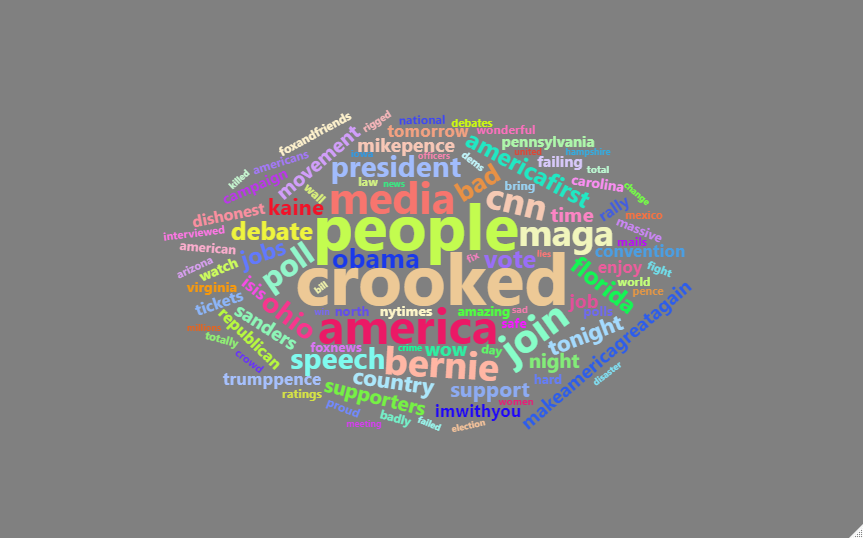 rigged
foxandfriends
national
debates
tomorrow
wonderful
movement
mikepence
pennsylvania
officers
dems
americafirst
failing
americans
president
total
killed
campaign
law
news
bad
bring
carolina
change
wall
media
cnn
rally
kaine
time
mexico
dishonest
massive
interviewed
debate
people
maga
mails
american
jobs
obama
fix
lies
convention
arizona
watch
poll
vote
florida
enjoy
fight
virginia
isis
bill
crooked
world
pence
tickets
ohio
north
nytimes
amazing
sad
job
polls
sanders
america
join
tonight
republican
totally
foxnews
crime
wow
day
night
makeamericagreatagain
crowd
speech
bernie
trumppence
country
support
hard
disaster
ratings
supporters
proud
imwithyou
women
badly
failed
election